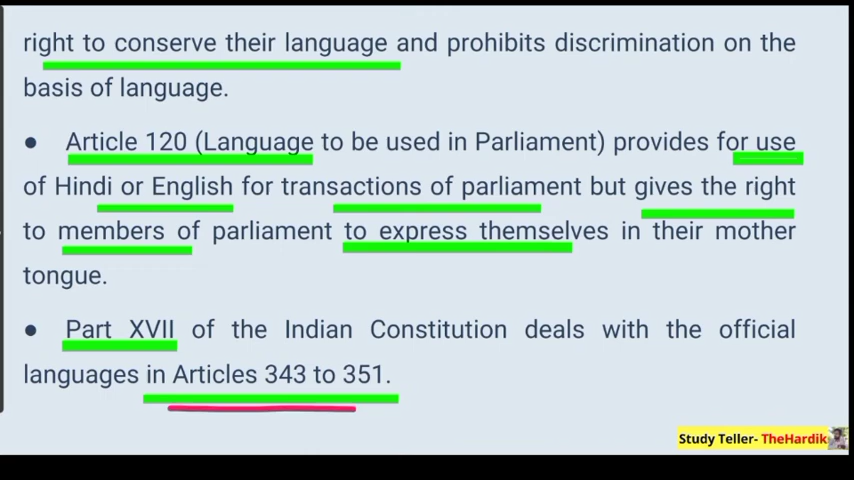 right to conserve their language and prohibits discrimination on the
basis of language.
● Article 120 (Language to be used in Parliament) provides for use
of Hindi or English for transactions of parliament but gives the right
to members of parliament to express themselves in their mother
tongue.
● Part XVII of the Indian Constitution deals with the official
languages in Articles 343 to 351.
Study Teller- TheHardik